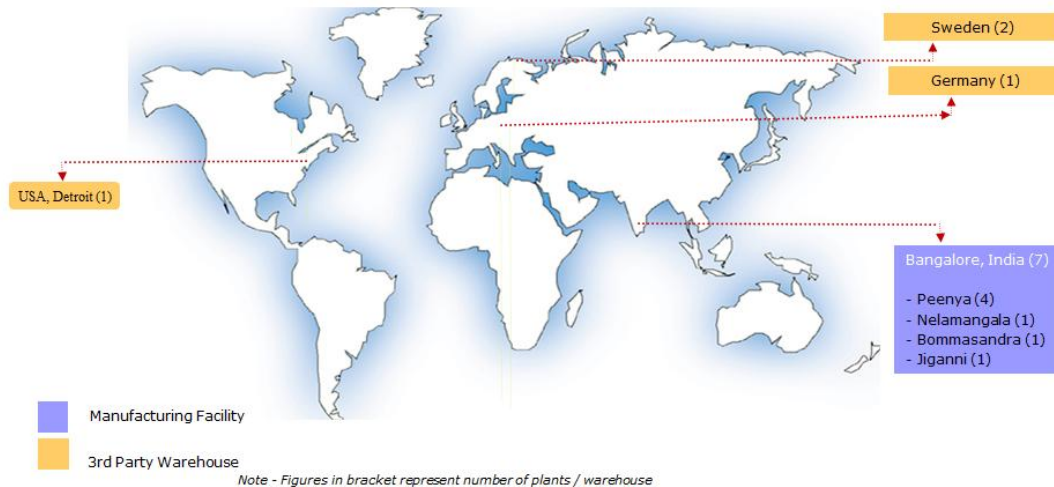 Sweden (2)
Germany (1)
USA, Detroit (1)
Bangalore, India (7)
- Peenya (4)
- Nelamangala (1)
- Bommasandra (1)
- Jiganni (1)
Manufacturing Facility
3rd Party Warehouse
Note - Figures in bracket represent number of plants / warehouse